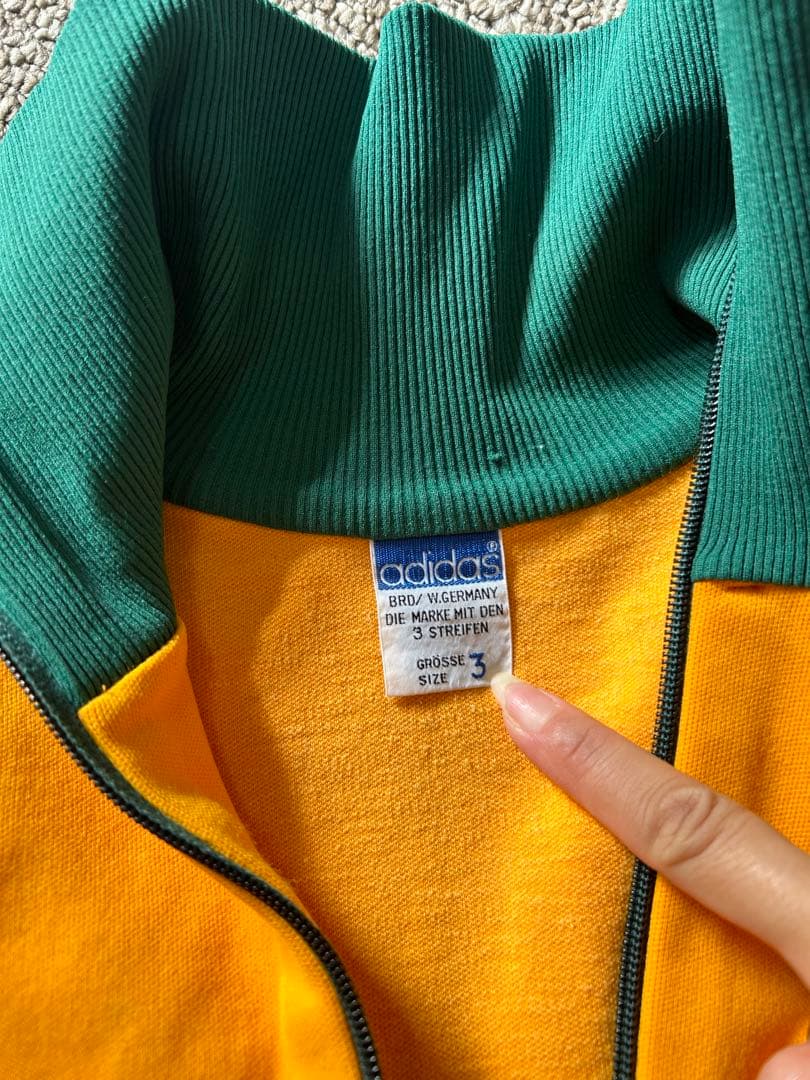 adidas®
BRD/ W.GERMANY
DIE MARKE MIT DEN
3 STREIFEN
GRÖSSE 3
SIZE